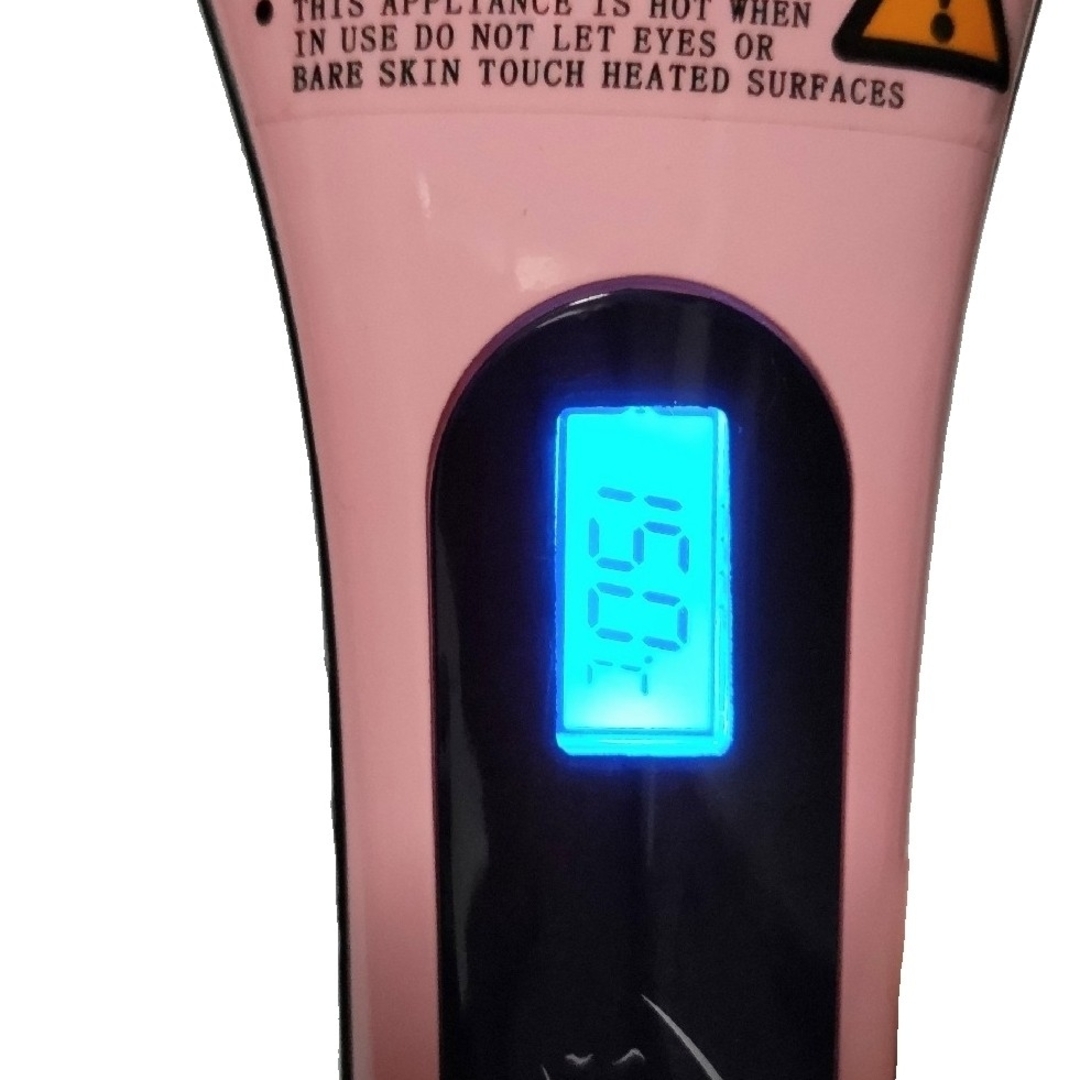 • THIS APPLIANCE IS HOT WHEN
IN USE DO NOT LET EYES OR
BARE SKIN TOUCH HEATED SURFACES
150